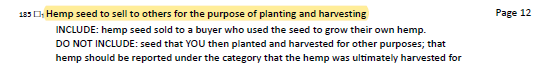 185 □₁ Hemp seed to sell to others for the purpose of planting and harvesting Page 12
INCLUDE: hemp seed sold to a buyer who used the seed to grow their own hemp.
DO NOT INCLUDE: seed that YOU then planted and harvested for other purposes; that
hemp should be reported under the category that the hemp was ultimately harvested for